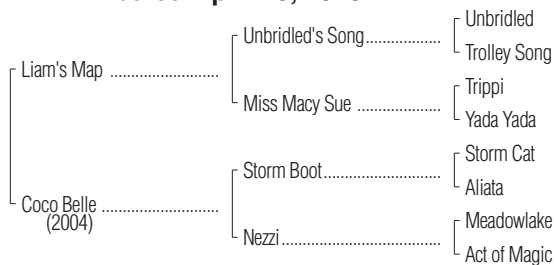 Unbridled
Unbridled's Song
Trolley Song
Liam's Map
Trippi
Miss Macy Sue
Yada Yada
Storm Cat
Storm Boot
Aliata
Coco Belle
(2004)
Meadowlake
Nezzi
Act of Magic